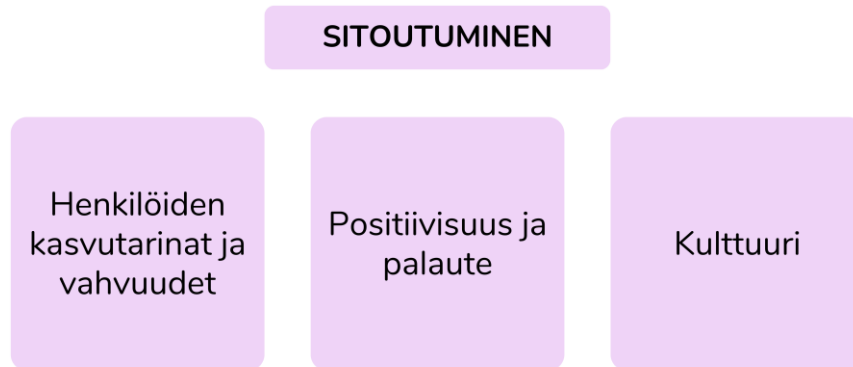 SITOUTUMINEN
Henkilöiden
kasvutarinat ja
vahvuudet
Positiivisuus ja
palaute
Kulttuuri